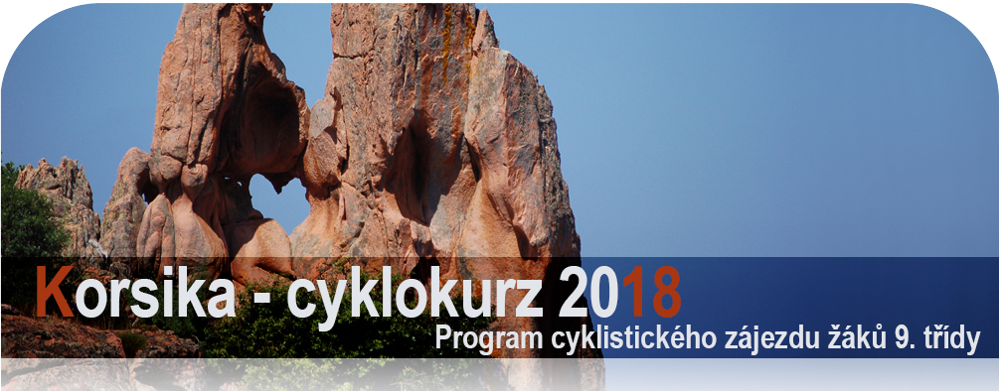 Korsika - cyklokurz 2018
Program cyklistického zájezdu žáků 9. třídy